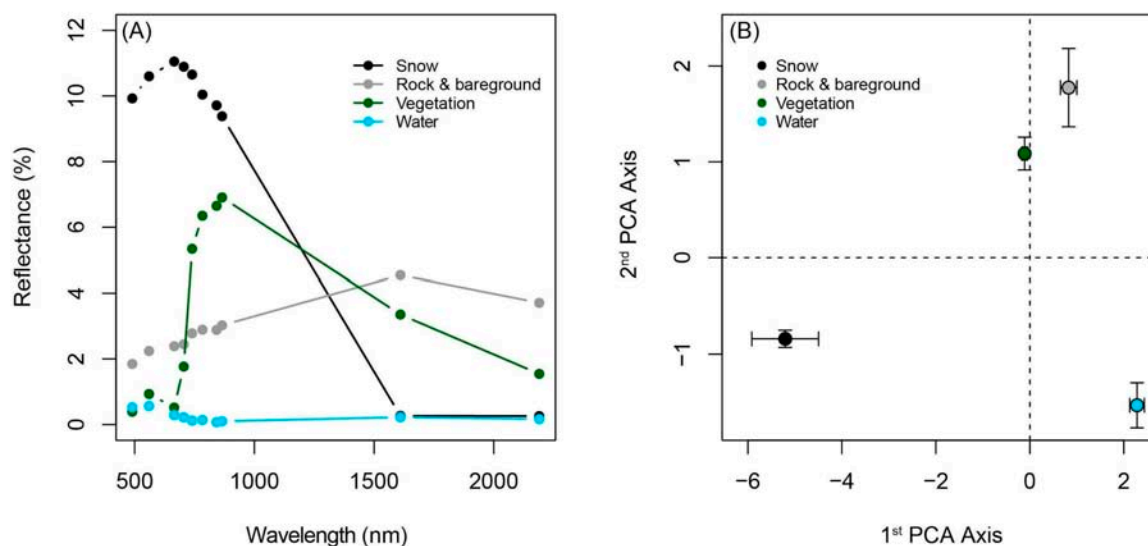 (A)
Snow
Rock & bareground
Vegetation
Water
Reflectance (%)
12
10
8
6
4
2
0
500 1000 1500 2000
Wavelength (nm)
(B)
Snow
Rock & bareground
Vegetation
Water
2nd PCA Axis
2
1
0
−1
−6 −4 −2 0 2
1st PCA Axis